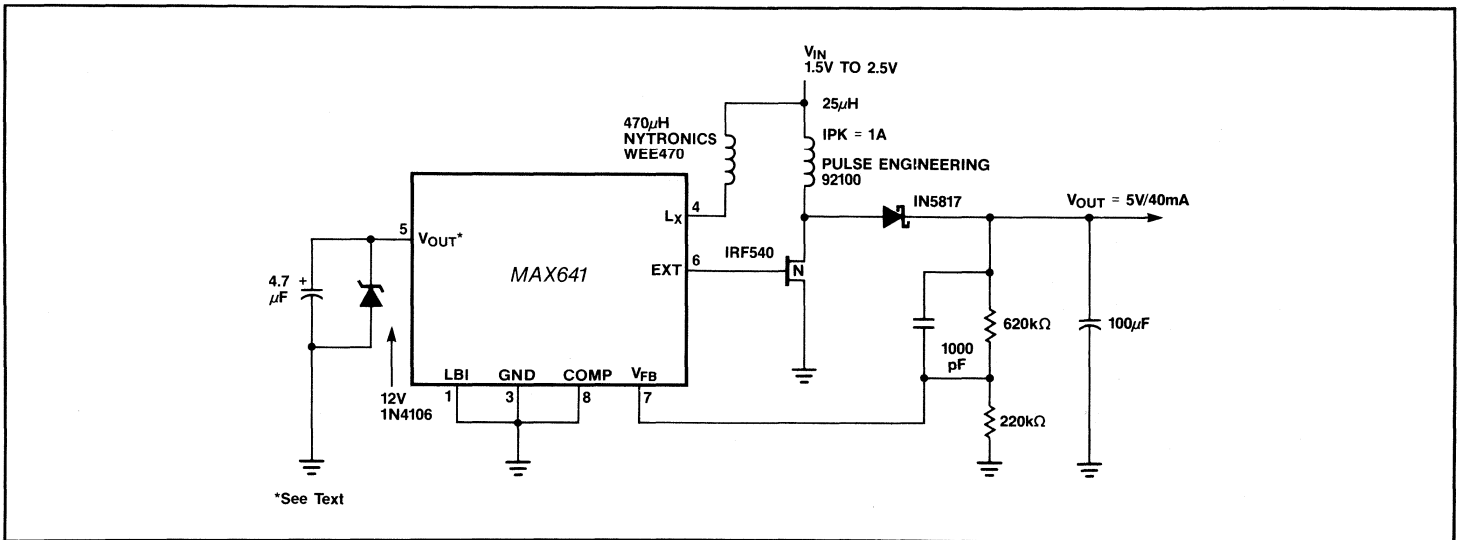 V_IN
1.5V TO 2.5V
25µH
470µH
NYTRONICS
WEE470
IPK = 1A
PULSE ENGINEERING
92100
IN5817
V_OUT = 5V/40mA
4
L_X
5
V_OUT*
4.7 +
µF
MAX641
EXT
6
IRF540
N
620kΩ
100µF
1000
pF
12V
1N4106
LBI
GND
COMP
V_FB
1
3
8
7
220kΩ
*See Text